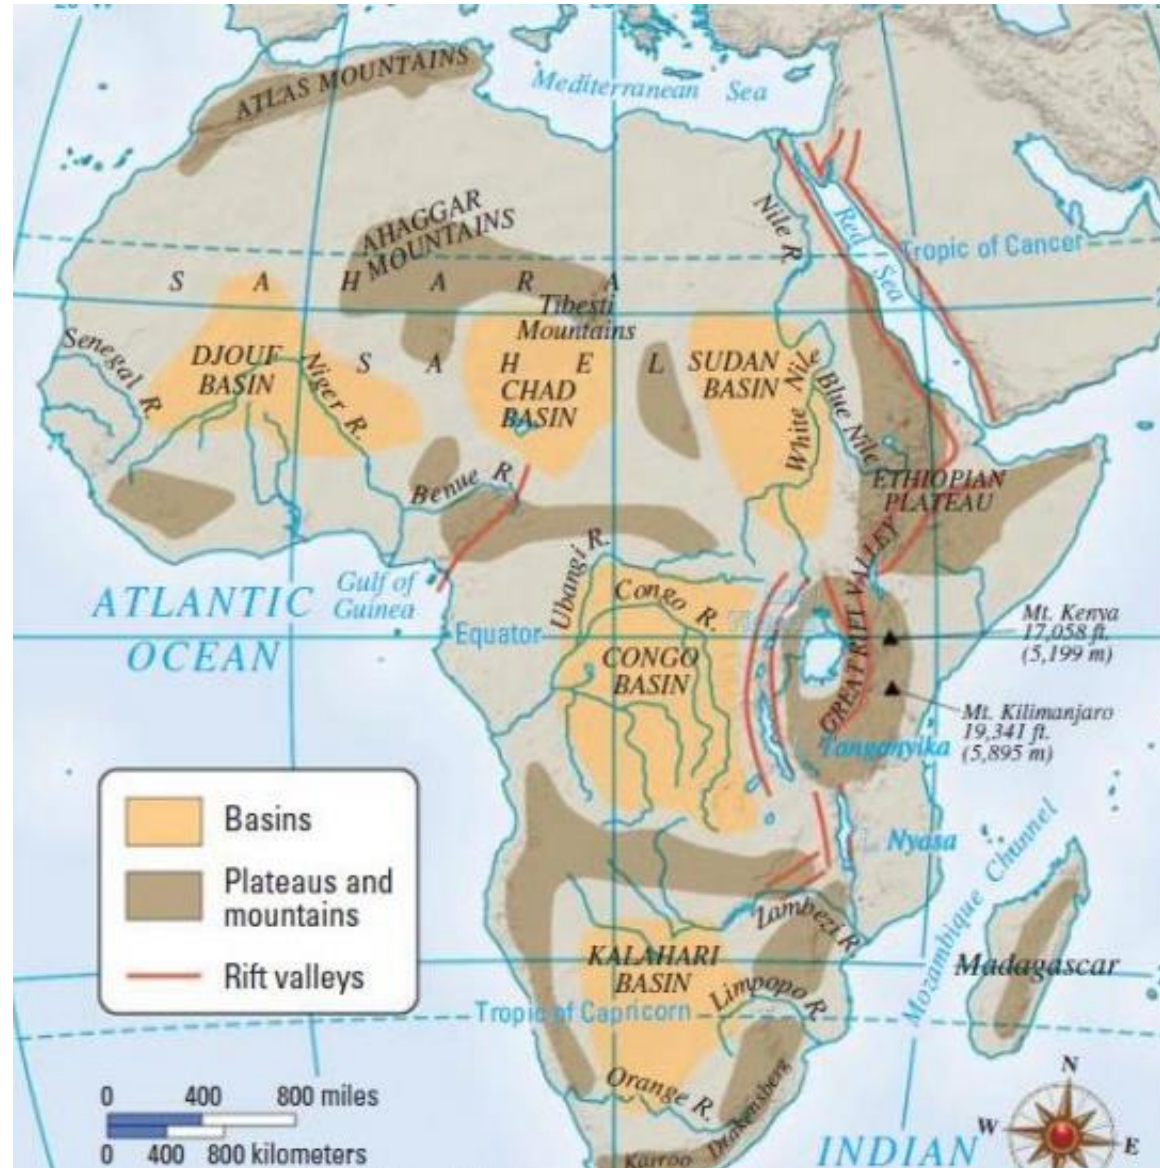 Mediterranean Sea
ATLAS MOUNTAINS
AHAGGAR
MOUNTAINS
Nile R.
Red
Sea
Tropic of Cancer
S A H A R A
Tibesti
Mountains
Senegal R.
DJOUF
BASIN
Niger R.
S A H E L
CHAD
BASIN
SUDAN
BASIN
White Nile
Blue Nile
Benue R.
ETHIOPIAN
PLATEAU
Ubangi R.
Congo R.
GREAT RIFT VALLEY
ATLANTIC
OCEAN
Gulf of
Guinea
Equator
CONGO
BASIN
Mt. Kenya
17,058 ft.
(5,199 m)
Mt. Kilimanjaro
19,341 ft.
(5,895 m)
Tanganyika
Nyasa
Mozambique Channel
Zambezi R.
Madagascar
KALAHARI
BASIN
Limpopo R.
Tropic of Capricorn
Orange R.
Drakensberg
Karroo
INDIAN
Basins
Plateaus and
mountains
Rift valleys
0 400 800 miles
0 400 800 kilometers
N
W
E